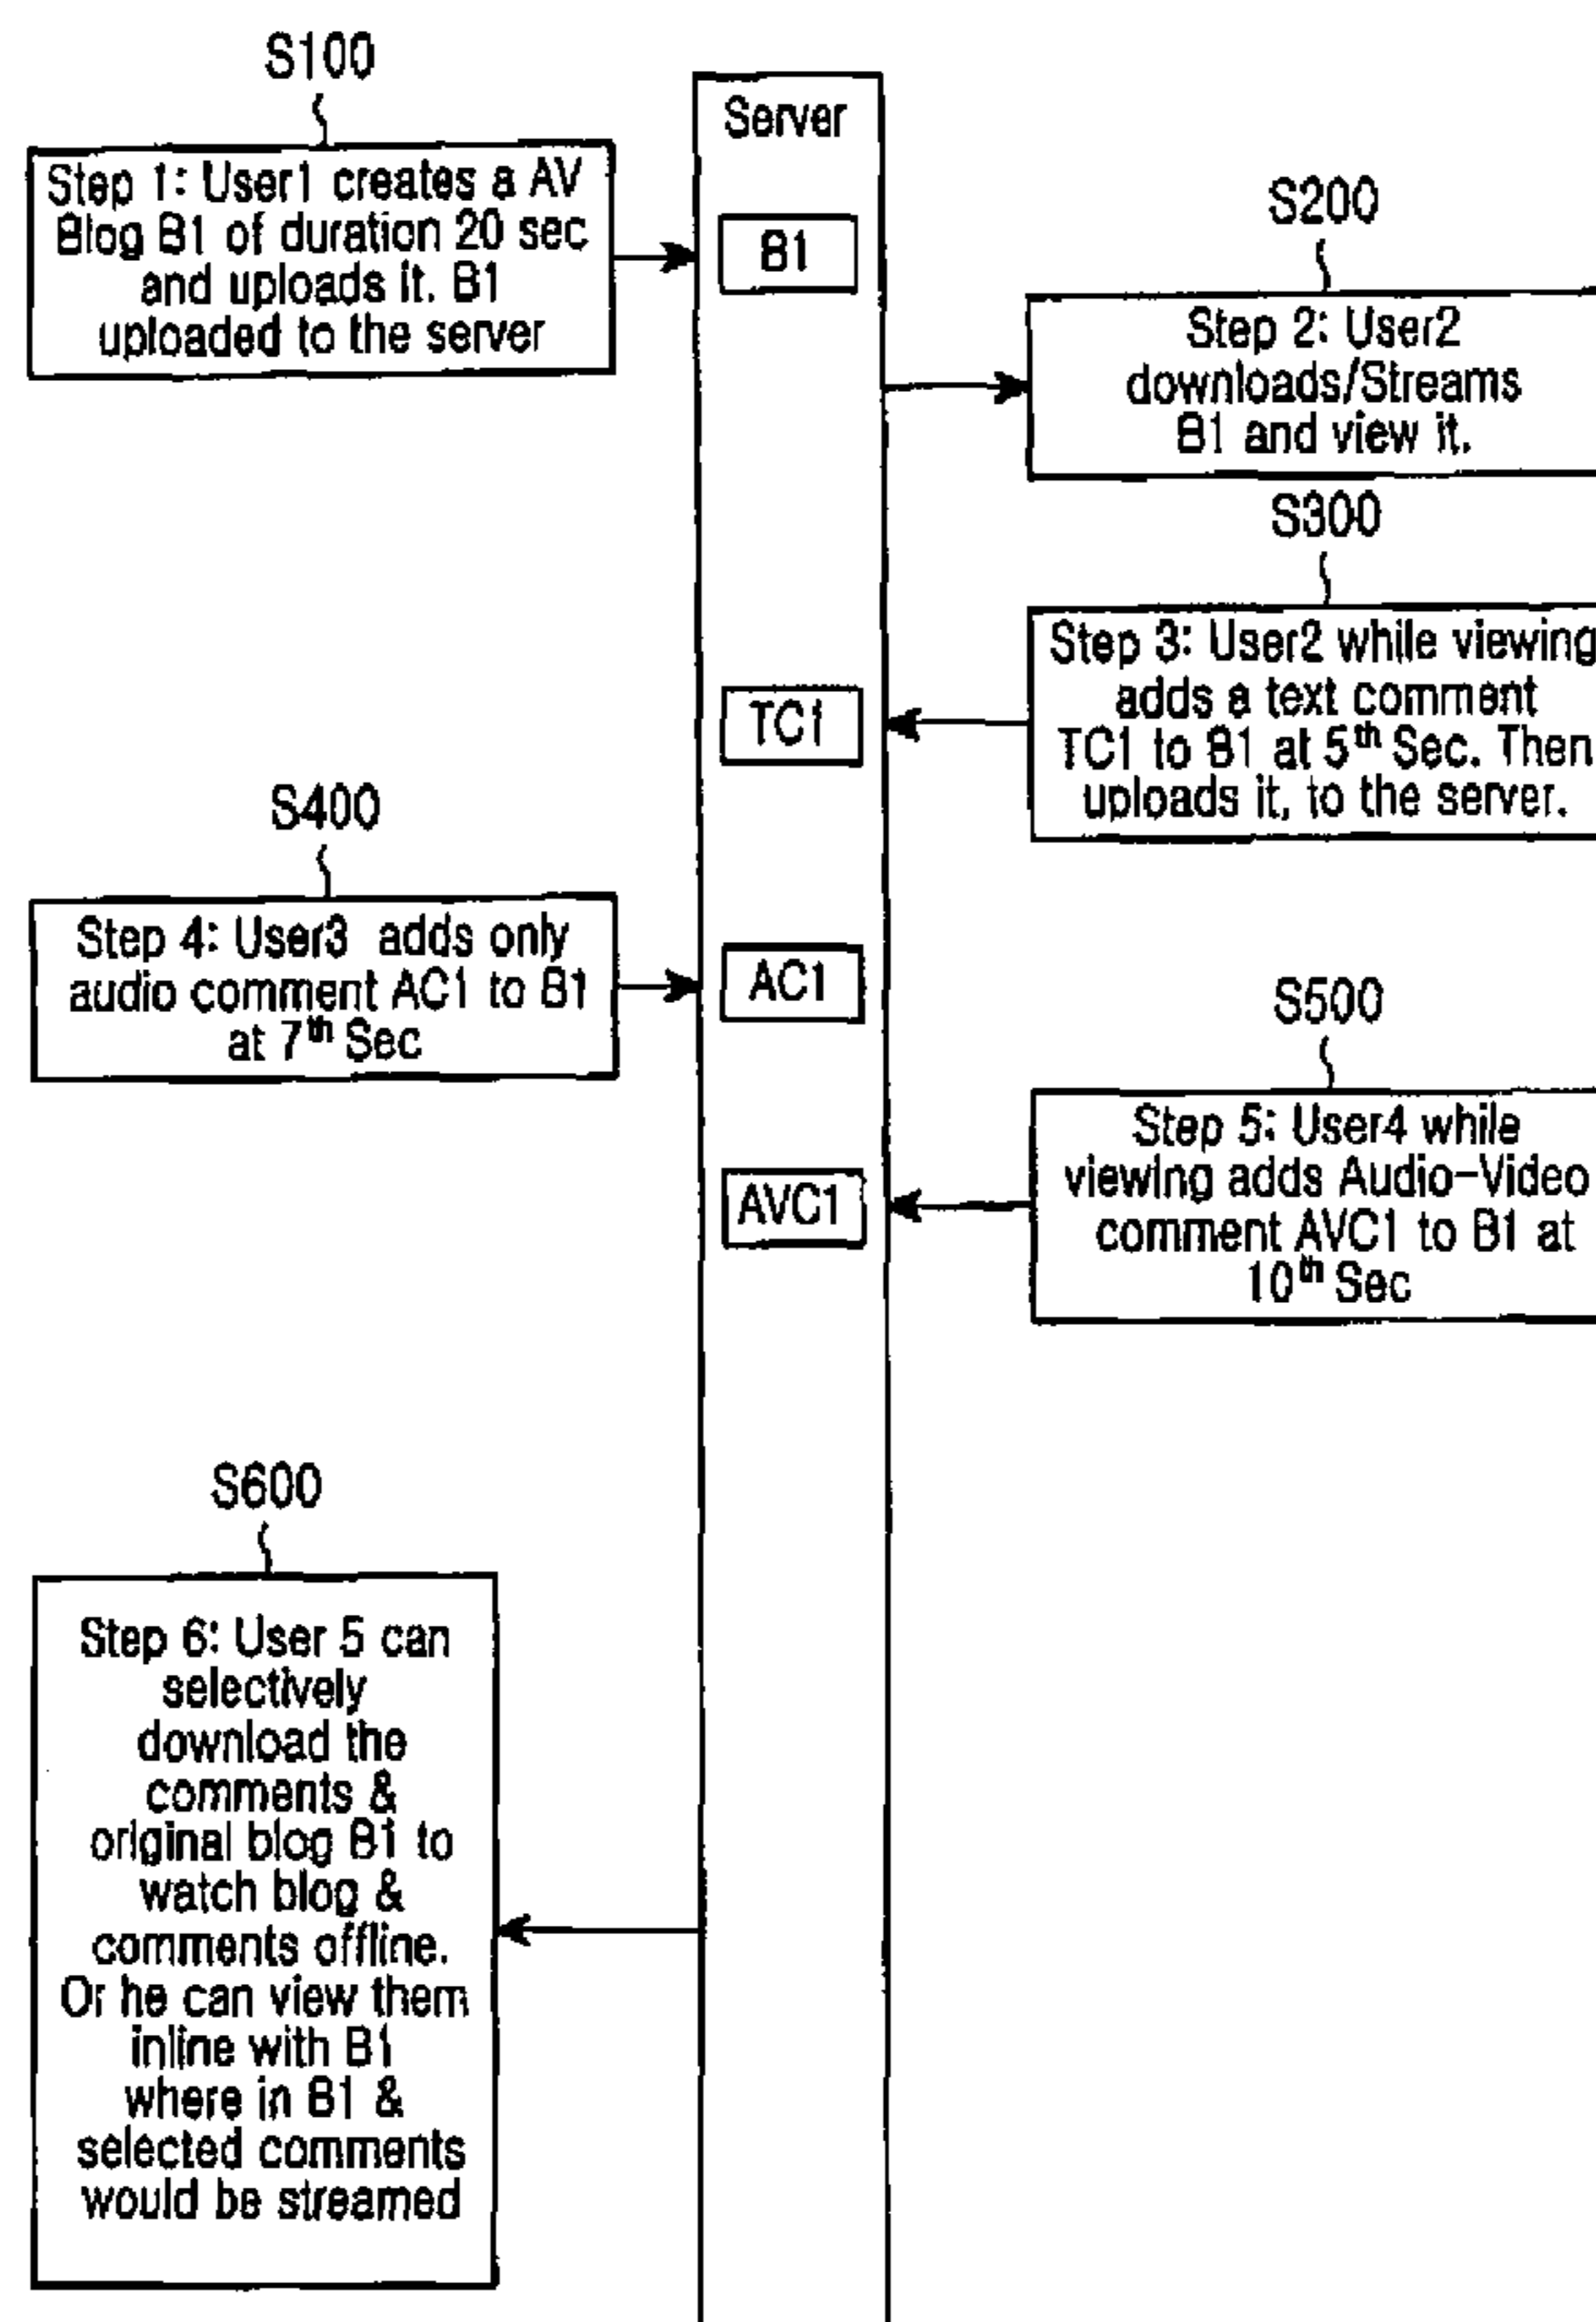 S100
Step 1: User1 creates a AV
Blog B1 of duration 20 sec
and uploads it. B1
uploaded to the server
Server
B1
S200
Step 2: User2
downloads/Streams
B1 and view it.
S300
Step 3: User2 while viewing
adds a text comment
TC1 to B1 at 5th Sec. Then
uploads it, to the server.
TC1
S400
Step 4: User3 adds only
audio comment AC1 to B1
at 7th Sec
AC1
S500
Step 5: User4 while
viewing adds Audio-Video
comment AVC1 to B1 at
10th Sec
AVC1
S600
Step 6: User 5 can
selectively
download the
comments &
original blog B1 to
watch blog &
comments offline.
Or he can view them
inline with B1
where in B1 &
selected comments
would be streamed